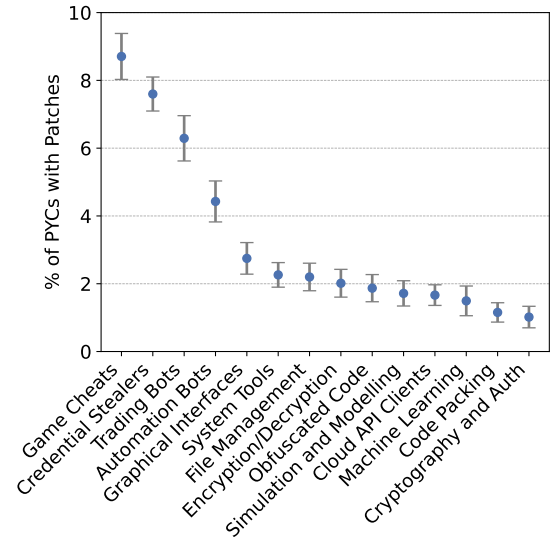 10
8
6
4
2
0
% of PYCs with Patches
Game Cheats
Credential Stealers
Trading Bots
Automation Bots
Graphical Interfaces
System Tools
File Management
Encryption/Decryption
Obfuscated Code
Simulation and Modelling
Cloud API Clients
Machine Learning
Code Packing
Cryptography and Auth